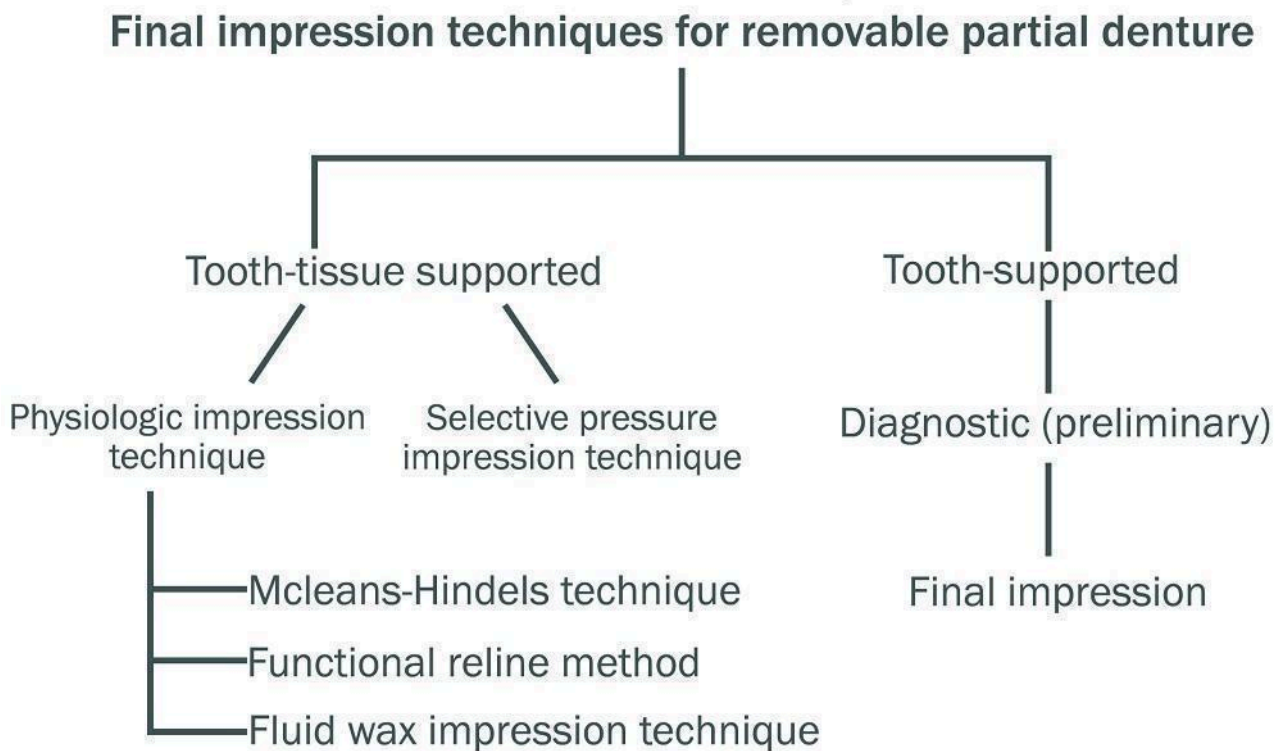 Final impression techniques for removable partial denture
Tooth-tissue supported
Tooth-supported
Physiologic impression
technique
Selective pressure
impression technique
Diagnostic (preliminary)
Mcleans-Hindels technique
Functional reline method
Fluid wax impression technique
Final impression